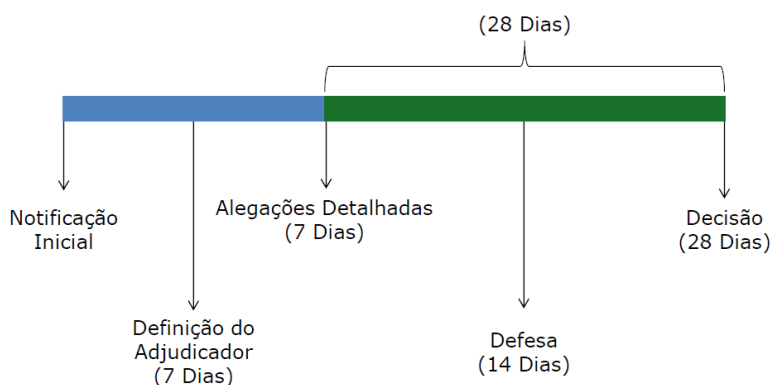 (28 Dias)
Notificação
Inicial
Alegações Detalhadas
(7 Dias)
Decisão
(28 Dias)
Definição do
Adjudicador
(7 Dias)
Defesa
(14 Dias)